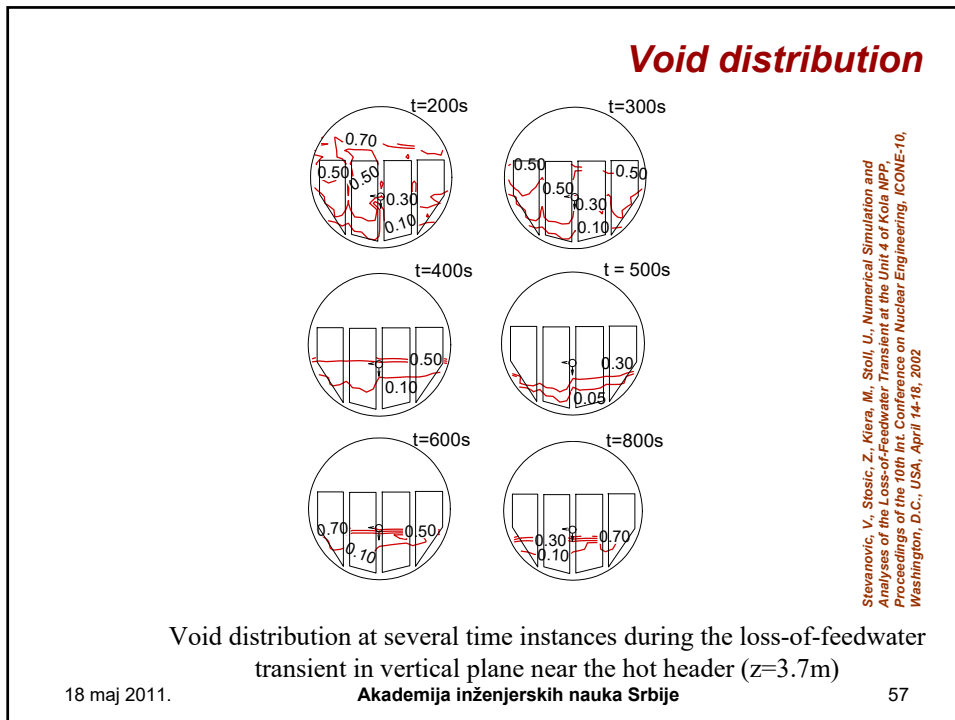 Void distribution
t=200s
0.70
0.50
0.50
0.30
0.10
t=300s
0.50
0.50
0.50
0.30
0.10
t=400s
0.50
0.10
t = 500s
0.30
0.05
t=600s
0.70
0.50
0.10
t=800s
0.30
0.70
0.10
Stevanovic, V., Stosic, Z., Kiera, M., Stoll, U., Numerical Simulation and
Analyses of the Loss-of-Feedwater Transient at the Unit 4 of Kola NPP,
Proceedings of the 10th Int. Conference on Nuclear Engineering, ICONE-10,
Washington, D.C., USA, April 14-18, 2002
Void distribution at several time instances during the loss-of-feedwater
transient in vertical plane near the hot header (z=3.7m)
18 maj 2011. Akademija inženjerskih nauka Srbije 57